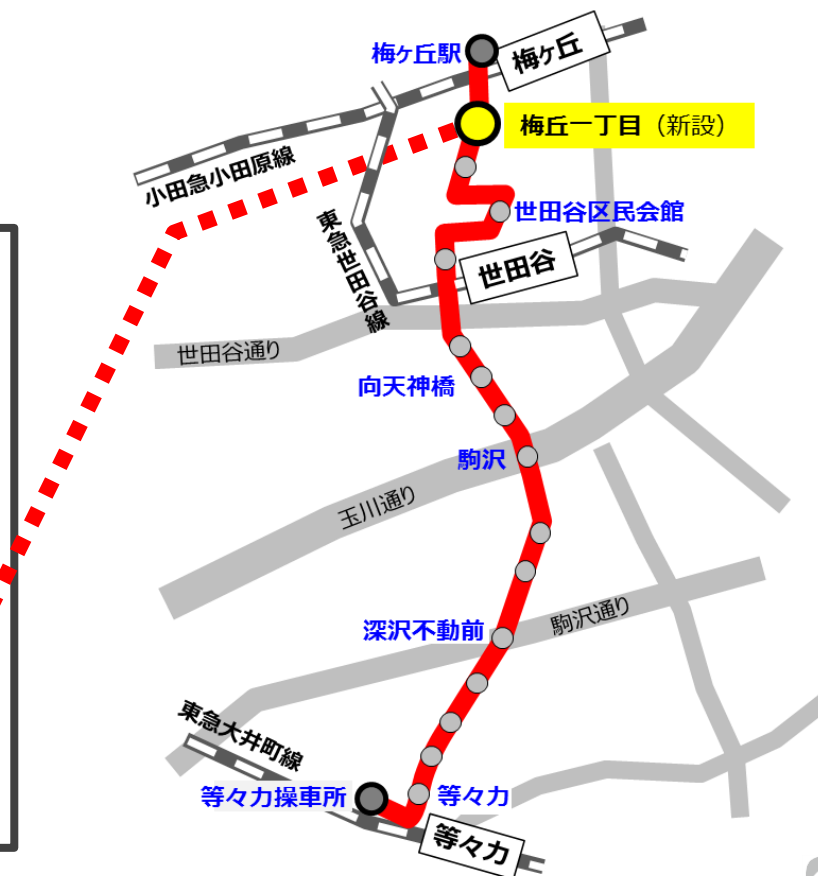 梅ヶ丘駅
梅ヶ丘
梅丘一丁目（新設）
小田急小田原線
世田谷区民会館
東急世田谷線
世田谷
世田谷通り
向天神橋
駒沢
玉川通り
深沢不動前
駒沢通り
東急大井町線
等々力操車所
等々力
等々力